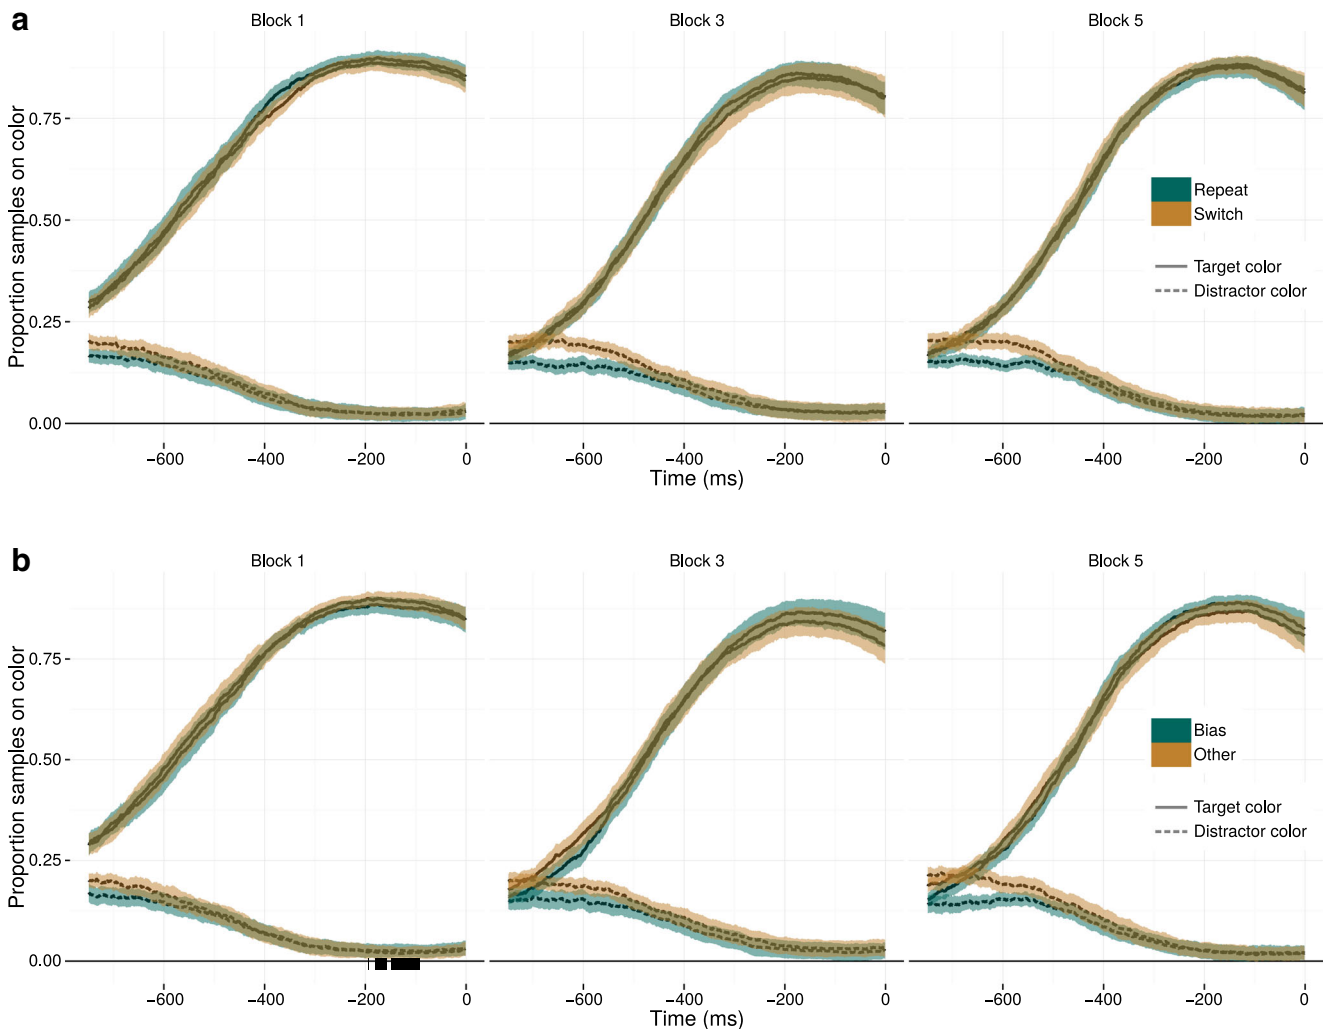 a
Block 1
Block 3
Block 5
Proportion samples on color
0.75
0.50
0.25
0.00
Repeat
Switch
Target color
Distractor color
−600 −400 −200 0
−600 −400 −200 0
−600 −400 −200 0
Time (ms)
b
Block 1
Block 3
Block 5
Proportion samples on color
0.75
0.50
0.25
0.00
Bias
Other
Target color
Distractor color
−600 −400 −200 0
−600 −400 −200 0
−600 −400 −200 0
Time (ms)